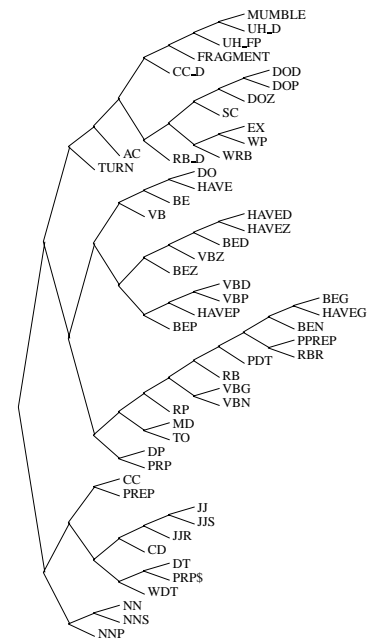 MUMBLE
UH_D
UH_FP
FRAGMENT
CC_D
DOD
DOP
DOZ
SC
EX
WP
WRB
RB_D
AC
TURN
DO
HAVE
BE
VB
HAVED
HAVEZ
BED
VBZ
BEZ
VBD
VBP
HAVEP
BEP
BEG
HAVEG
BEN
PPREP
RBR
PDT
RB
VBG
VBN
RP
MD
TO
DP
PRP
CC
PREP
JJ
JJS
JJR
CD
DT
PRP$
WDT
NN
NNS
NNP